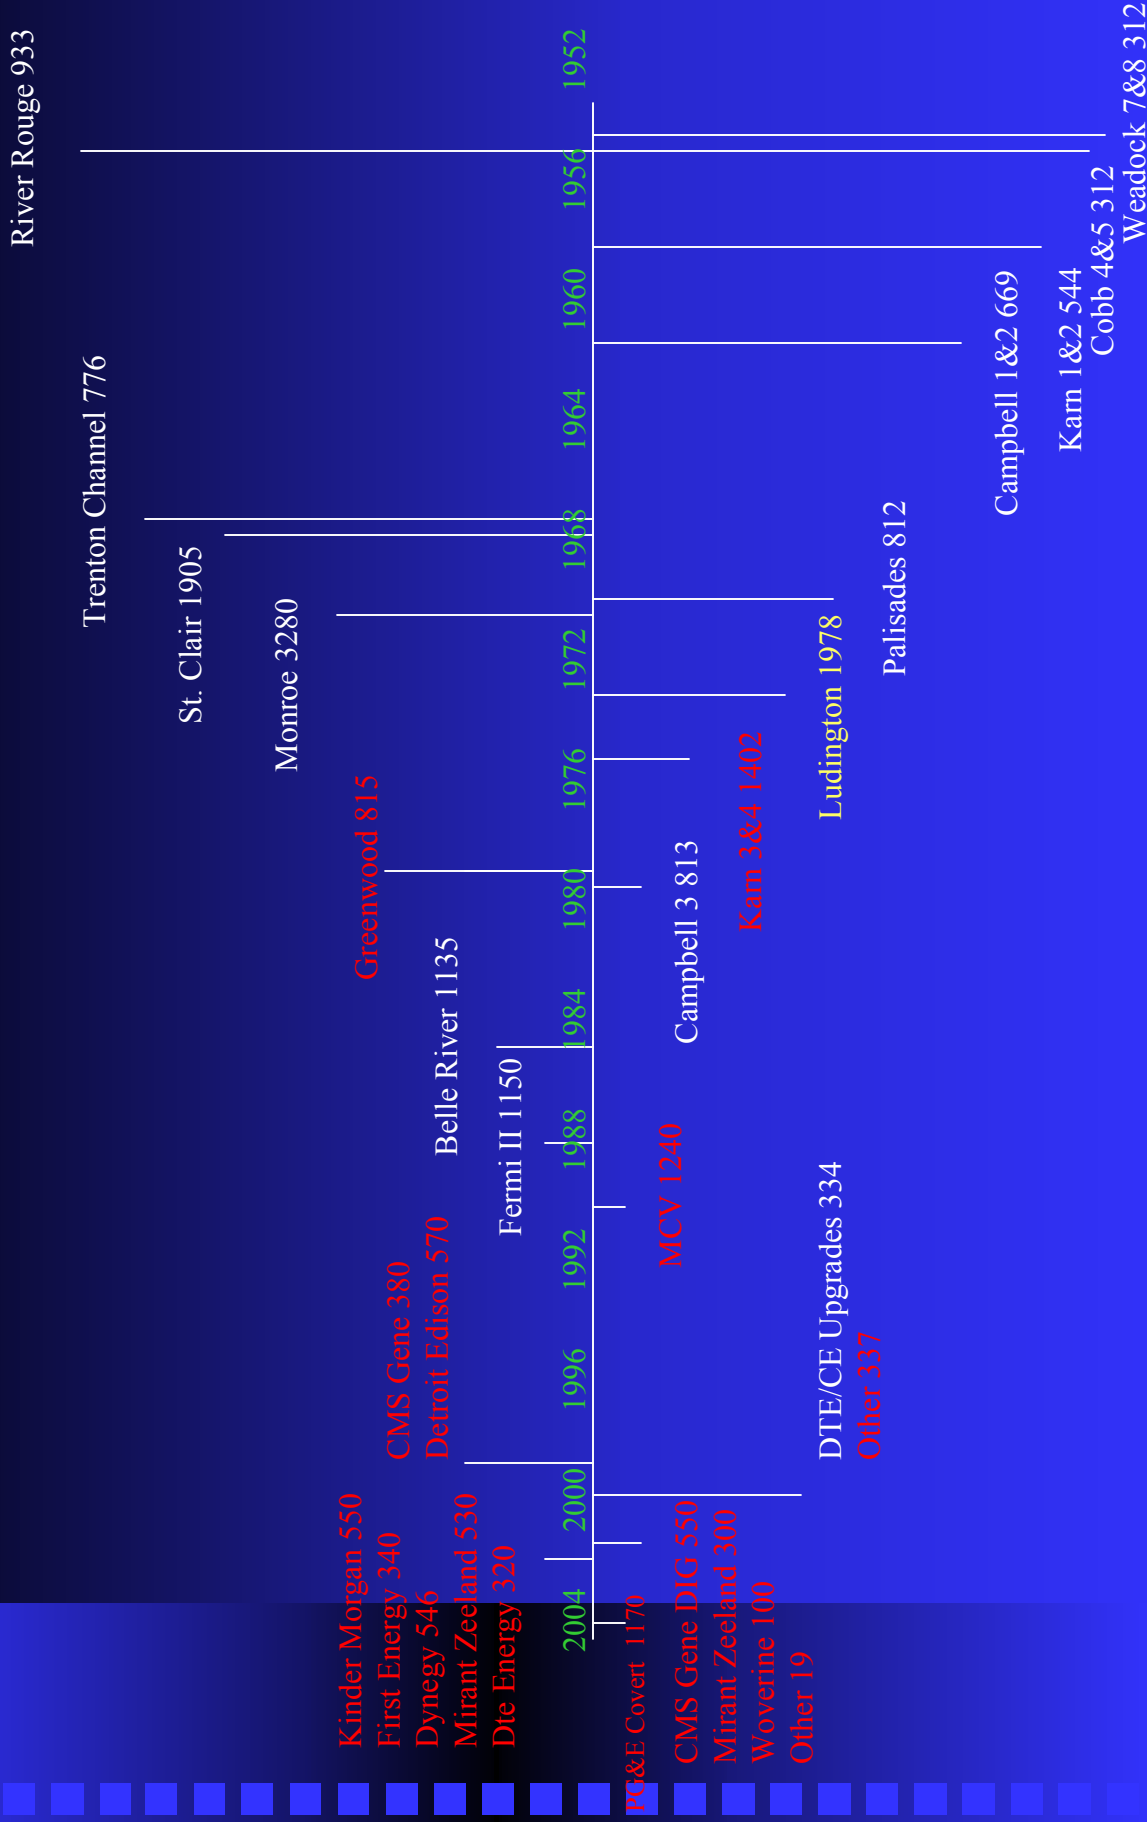 River Rouge 933
Trenton Channel 776
St. Clair 1905
Monroe 3280
Greenwood 815
Belle River 1135
Fermi II 1150
CMS Gene 380
Detroit Edison 570
Kinder Morgan 550
First Energy 340
Dynegy 546
Mirant Zeeland 530
Dte Energy 320
2004
2000
1996
1992
1988
1984
1980
1976
1972
1968
1964
1960
1956
1952
PG&E Covert 1170
CMS Gene DIG 550
Mirant Zeeland 300
Woverine 100
Other 19
DTE/CE Upgrades 334
Other 337
MCV 1240
Campbell 3 813
Karn 3&4 1402
Ludington 1978
Palisades 812
Campbell 1&2 669
Karn 1&2 544
Cobb 4&5 312
Weadock 7&8 312